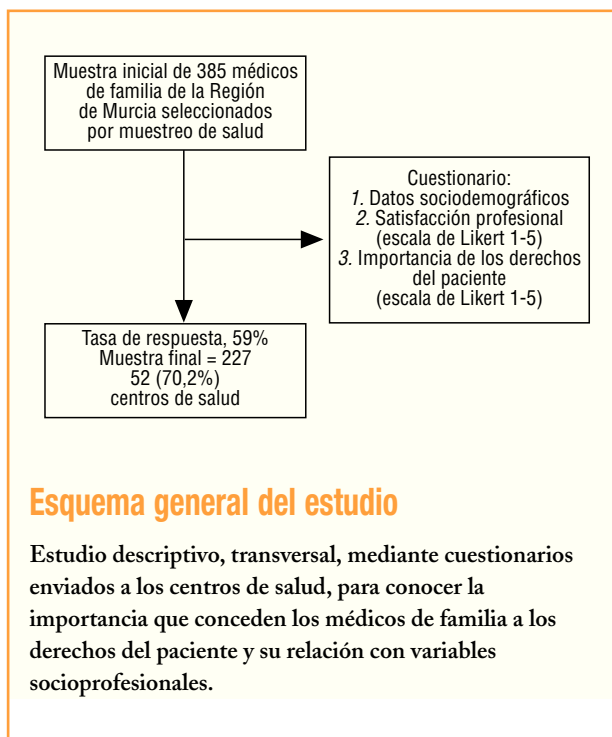 Muestra inicial de 385 médicos
de familia de la Región
de Murcia seleccionados
por muestreo de salud
Cuestionario:
1. Datos sociodemográficos
2. Satisfacción profesional
(escala de Likert 1-5)
3. Importancia de los derechos
del paciente
(escala de Likert 1-5)
Tasa de respuesta, 59%
Muestra final = 227
52 (70,2%)
centros de salud
Esquema general del estudio
Estudio descriptivo, transversal, mediante cuestionarios
enviados a los centros de salud, para conocer la
importancia que conceden los médicos de familia a los
derechos del paciente y su relación con variables
socioprofesionales.